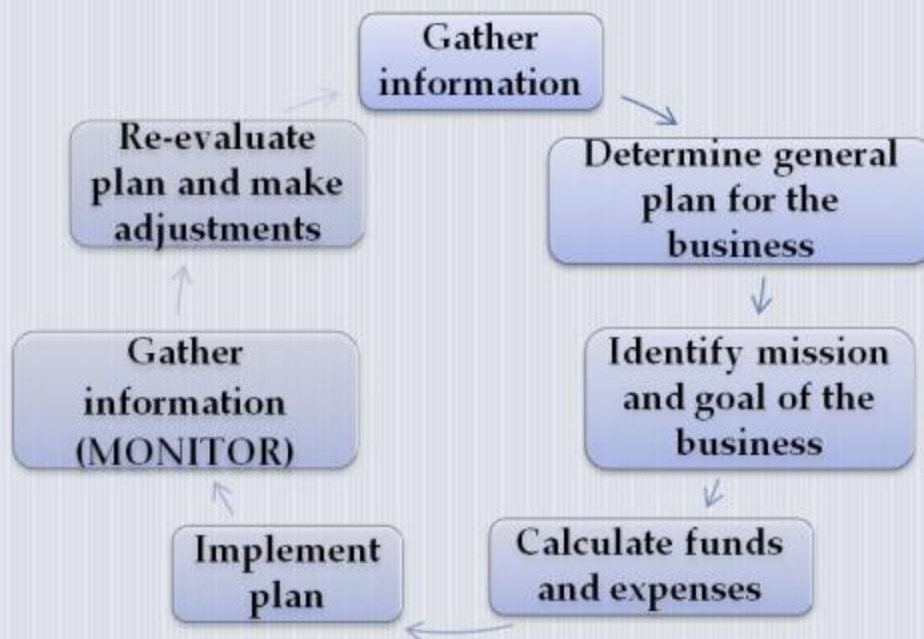 Gather
information
Determine general
plan for the
business
Identify mission
and goal of the
business
Calculate funds
and expenses
Implement
plan
Gather
information
(MONITOR)
Re-evaluate
plan and make
adjustments